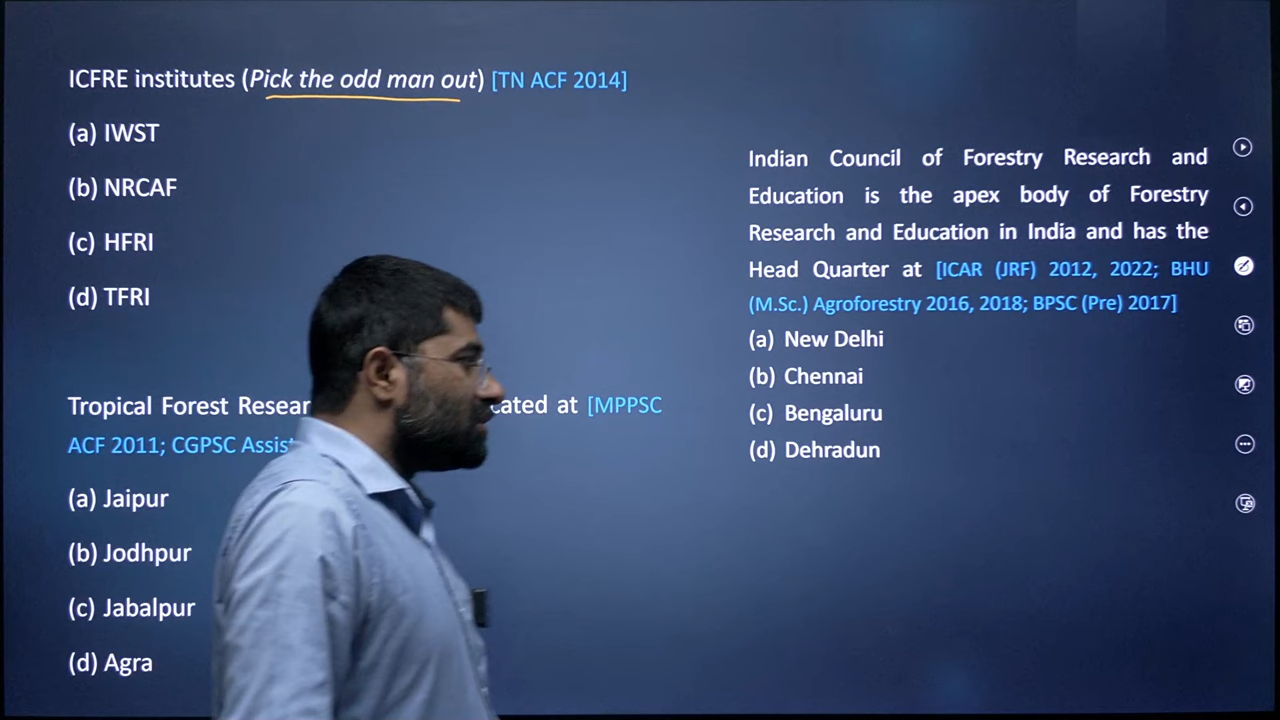 ICFRE institutes (Pick the odd man out) [TN ACF 2014]
(a) IWST
(b) NRCAF
(c) HFRI
(d) TFRI
Tropical Forest at [MPPSC
ACF 2011; CGPSC
(a) Jaipur
(b) Jodhpur
(c) Jabalpur
(d) Agra
Indian Council of Forestry Research and
Education is the apex body of Forestry
Research and Education in India and has the
Head Quarter at [ICAR (JRF) 2012, 2022; BHU
(M.Sc.) Agroforestry 2016, 2018; BPSC (Pre) 2017]
(a) New Delhi
(b) Chennai
(c) Bengaluru
(d) Dehradun